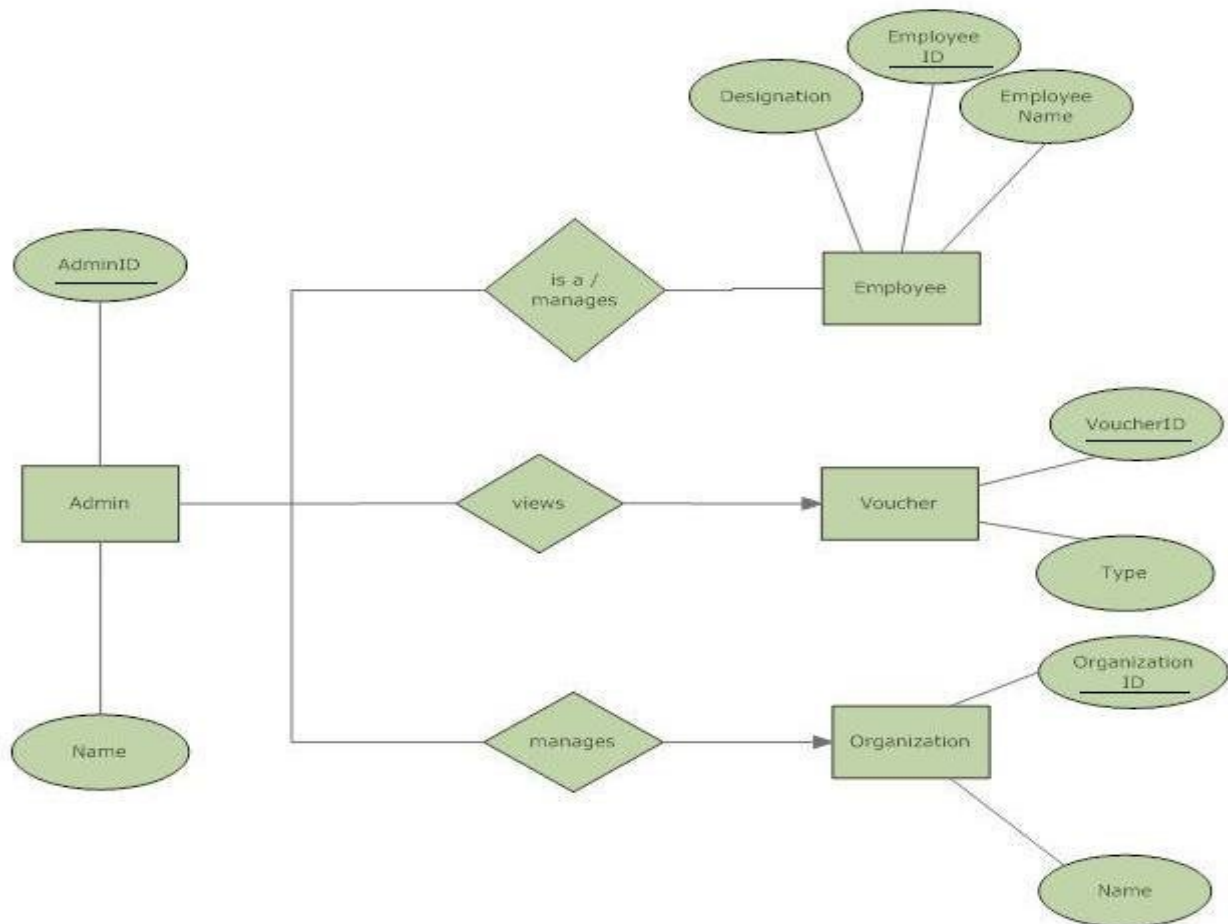 Employee
ID
Designation
Employee
Name
AdminID
is a /
manages
Employee
VoucherID
Admin
views
Voucher
Type
Organization
ID
Name
manages
Organization
Name